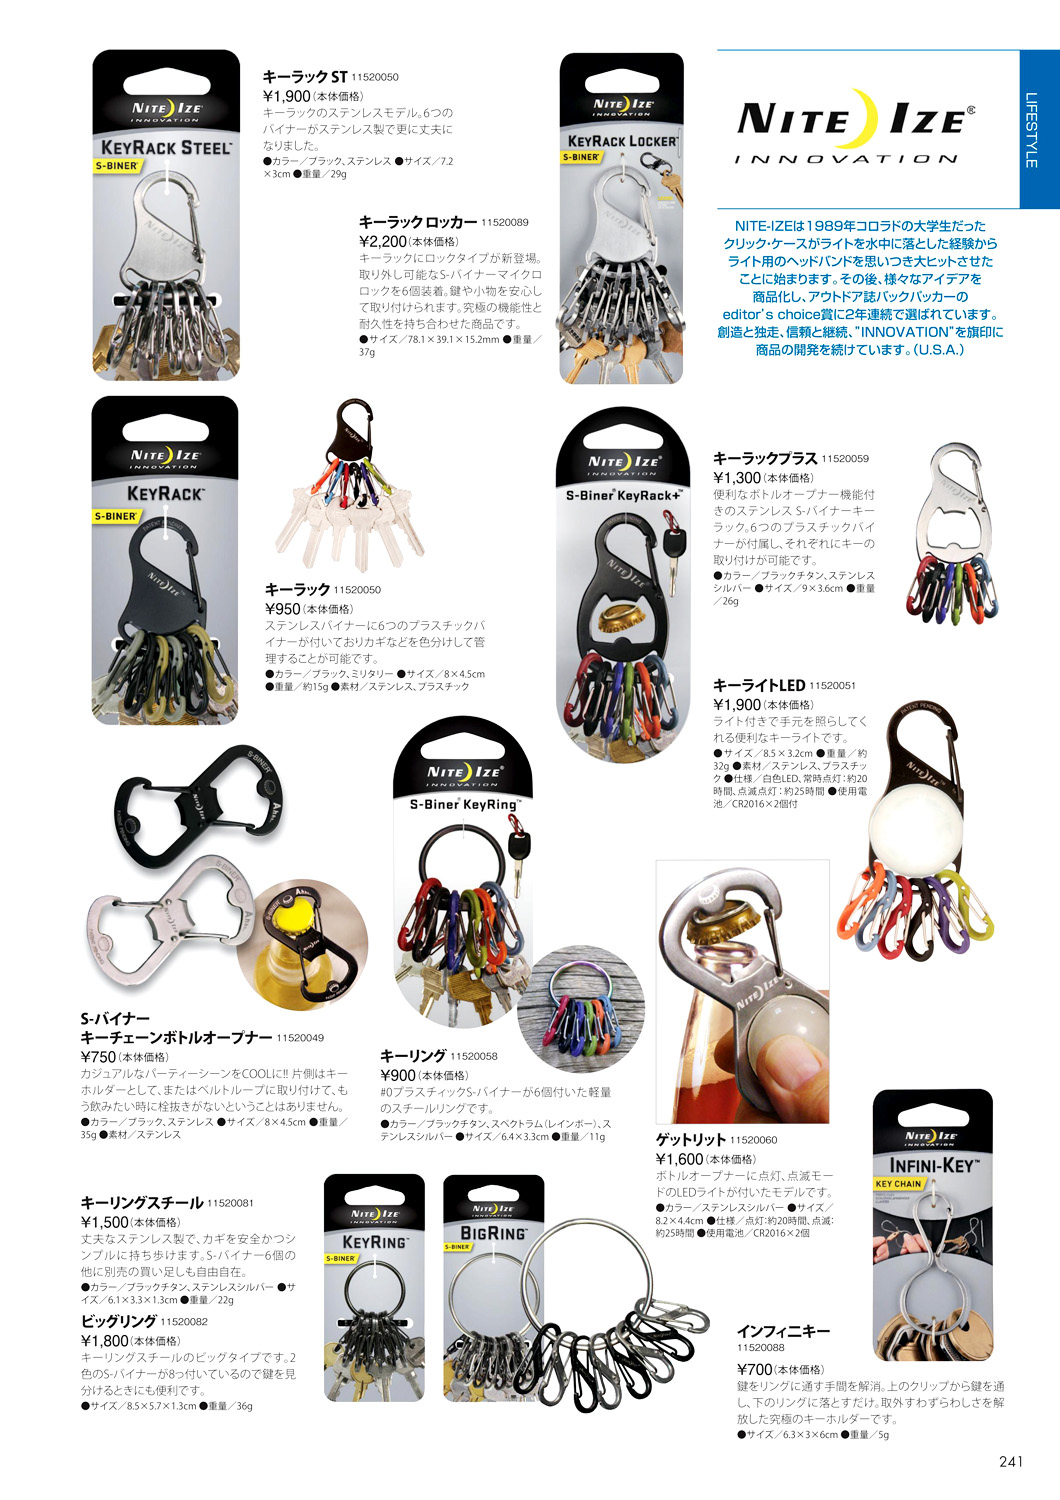 NITE IZE
INNOVATION
KEYRACK STEEL™
S-BINER®
キーラック ST 11520050
¥1,900(本体価格)
キーラックのステンレスモデル。6つの
バイナーがステンレス製で更に丈夫に
なりました。
●カラー／ブラック、ステンレス ●サイズ／7.2
×3cm ●重量／29g
キーラック ロッカー 11520089
¥2,200(本体価格)
キーラックにロックタイプが新登場。
取り外し可能なS-バイナーマイクロ
ロックを6個装着。鍵や小物を安心し
て取り付けられます。究極の機能性と
耐久性を持ち合わせた商品です。
●サイズ／78.1×39.1×15.2mm ●重量／
37g
NITE IZE
INNOVATION
KEYRACK LOCKER™
S-BINER®
NITE IZE®
INNOVATION
LIFESTYLE
NITE-IZEは1989年コロラドの大学生だった
クリック・ケースがライトを水中に落とした経験から
ライト用のヘッドバンドを思いつき大ヒットさせた
ことに始まります。その後、様々なアイデアを
商品化し、アウトドア誌バックパッカーの
editor's choice賞に2年連続で選ばれています。
創造と独走、信頼と継続、"INNOVATION"を旗印に
商品の開発を続けています。(U.S.A.)
NITE IZE
INNOVATION
KEYRACK™
S-BINER®
PATENT PENDING
NITE IZE
キーラック 11520050
¥950(本体価格)
ステンレスバイナーに6つのプラスチックバ
イナーが付いておりカギなどを色分けして管
理することが可能です。
●カラー／ブラック、ミリタリー ●サイズ／8×4.5cm
●重量／約15g ●素材／ステンレス、プラスチック
NITE IZE®
INNOVATION
S-Biner® KeyRack+™
NITE IZE
キーラックプラス 11520059
¥1,300(本体価格)
便利なボトルオープナー機能付
きのステンレス S-バイナーキー
ラック。6つのプラスチックバイ
ナーが付属し、それぞれにキーの
取り付けが可能です。
●カラー／ブラックチタン、ステンレス
シルバー ●サイズ／9×3.6cm ●重量
／26g
キーライトLED 11520051
¥1,900(本体価格)
ライト付きで手元を照らしてく
れる便利なキーライトです。
●サイズ／8.5×3.2cm ●重量／約
32g ●素材／ステンレス、プラスチッ
ク ●仕様／白色LED、常時点灯：約20
時間、点滅点灯：約25時間 ●使用電
池／CR2016×2個付
PATENT PENDING
NITE IZE
S-BINER
Ahh...
NITE IZE
S-バイナー
キーチェーンボトルオープナー 11520049
¥750(本体価格)
カジュアルなパーティーシーンをCOOLに!! 片側はキー
ホルダーとして、またはベルトループに取り付けて、も
う飲みたい時に栓抜きがないということはありません。
●カラー／ブラック、ステンレス ●サイズ／8×4.5cm ●重量／
35g ●素材／ステンレス
NITE IZE®
INNOVATION
S-Biner® KeyRing™
キーリング 11520058
¥900(本体価格)
#0プラスティックS-バイナーが6個付いた軽量
のスチールリングです。
●カラー／ブラックチタン、スペクトラム(レインボー)、ス
テンレスシルバー ●サイズ／6.4×3.3cm ●重量／11g
NITE IZE
ゲットリット 11520060
¥1,600(本体価格)
ボトルオープナーに点灯、点滅モー
ドのLEDライトが付いたモデルです。
●カラー／ステンレスシルバー ●サイズ／
8.2×4.4cm ●仕様／点灯：約20時間、点滅：
約25時間 ●使用電池／CR2016×2個
NITE IZE
INNOVATION
INFINI-KEY™
KEY CHAIN
キーリングスチール 11520081
¥1,500(本体価格)
丈夫なステンレス製で、カギを安全かつシ
ンプルに持ち歩けます。S-バイナー6個の
他に別売の買い足しも自由自在。
●カラー／ブラックチタン、ステンレスシルバー ●サ
イズ／6.1×3.3×1.3cm ●重量／22g
ビッグリング 11520082
¥1,800(本体価格)
キーリングスチールのビッグタイプです。2
色のS-バイナーが8っ付いているので鍵を見
分けるときにも便利です。
●サイズ／8.5×5.7×1.3cm ●重量／36g
NITE IZE
INNOVATION
KEYRING™
S-BINER®
NITE IZE
INNOVATION
BIGRING™
S-BINER®
インフィニキー
11520088
¥700(本体価格)
鍵をリングに通す手間を解消。上のクリップから鍵を通
し、下のリングに落とすだけ。取外すわずらわしさを解
放した究極のキーホルダーです。
●サイズ／6.3×3×6cm ●重量／5g
241